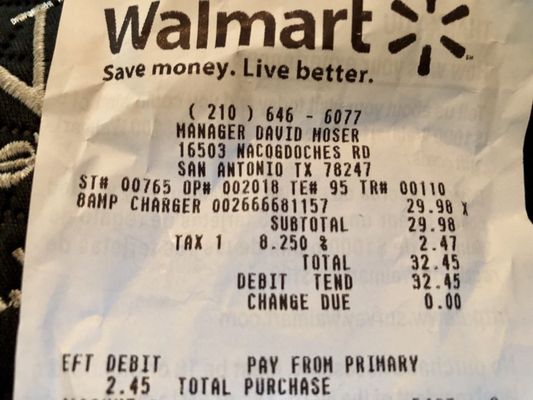 Walmart
Save money. Live better.
( 210 ) 646 - 6077
MANAGER DAVID MOSER
16503 NACOGDOCHES RD
SAN ANTONIO TX 78247
ST# 00765 OP# 002018 TE# 95 TR# 00110
8AMP CHARGER 002666681157 29.98 X
SUBTOTAL 29.98
TAX 1 8.250 % 2.47
TOTAL 32.45
DEBIT TEND 32.45
CHANGE DUE 0.00
EFT DEBIT PAY FROM PRIMARY
2.45 TOTAL PURCHASE